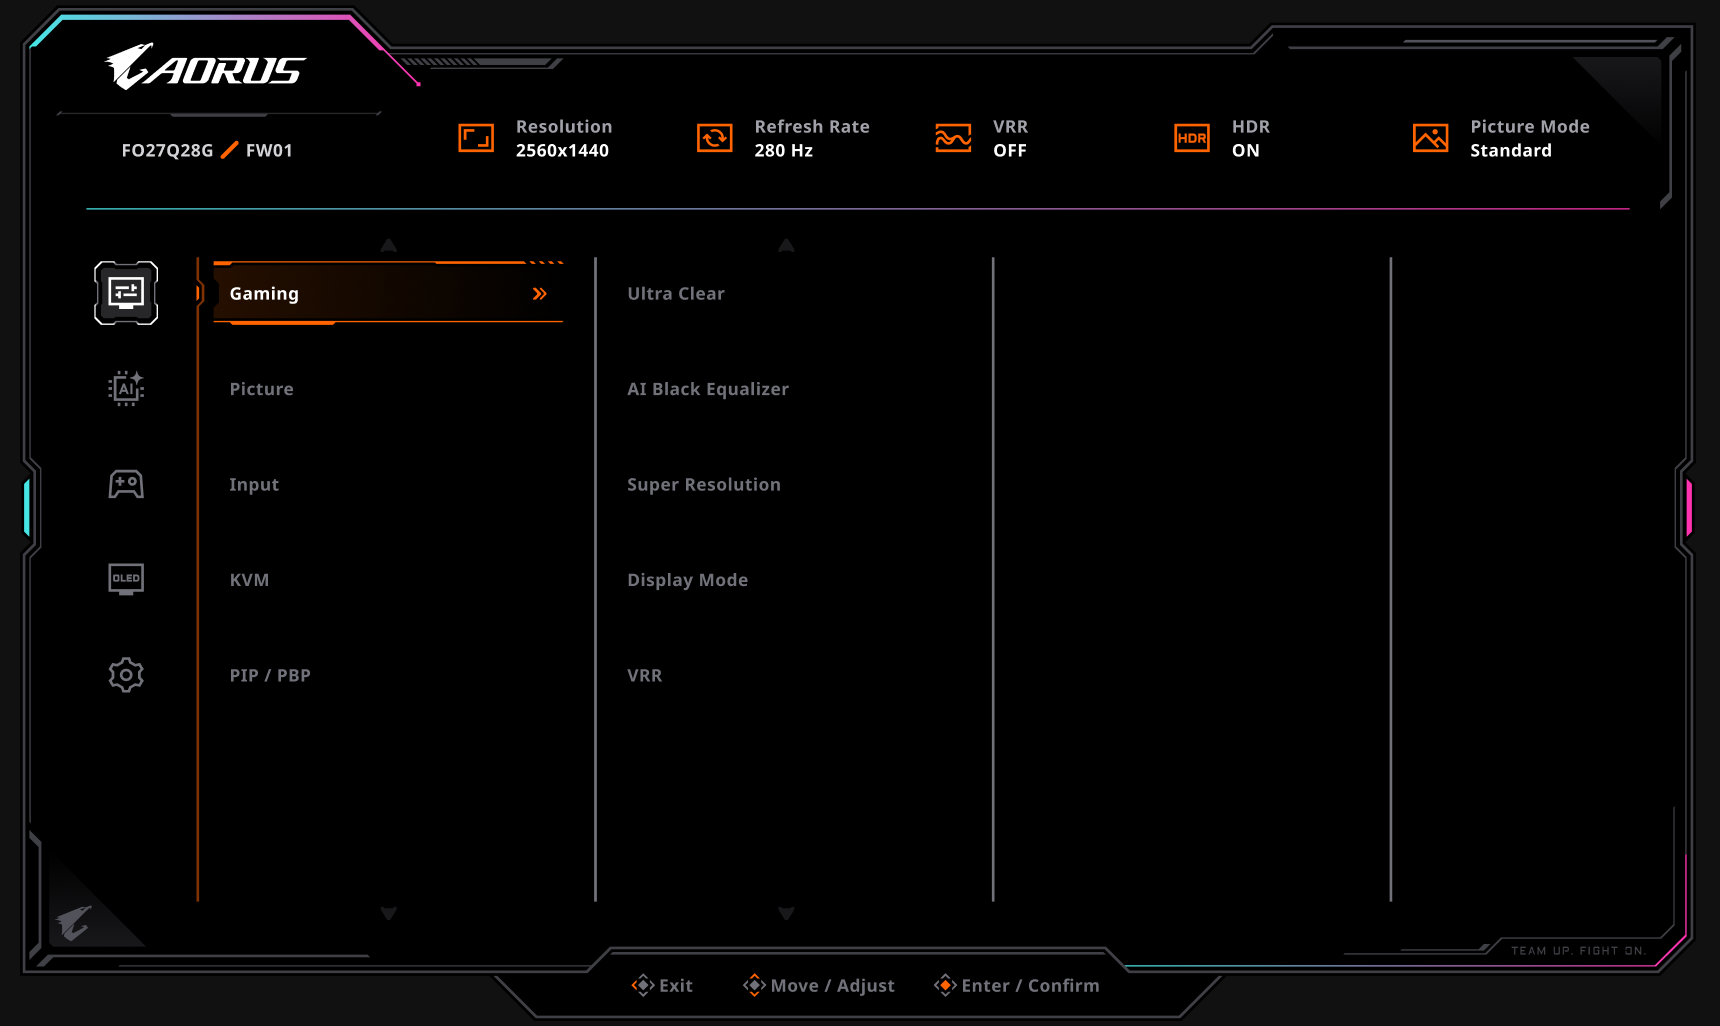 AORUS
FO27Q28G / FW01
Resolution
2560x1440
Refresh Rate
280 Hz
VRR
OFF
HDR
HDR
ON
Picture Mode
Standard
Gaming
Ultra Clear
AI
Picture
AI Black Equalizer
Input
Super Resolution
OLED
KVM
Display Mode
PIP / PBP
VRR
TEAM UP. FIGHT ON.
Exit
Move / Adjust
Enter / Confirm